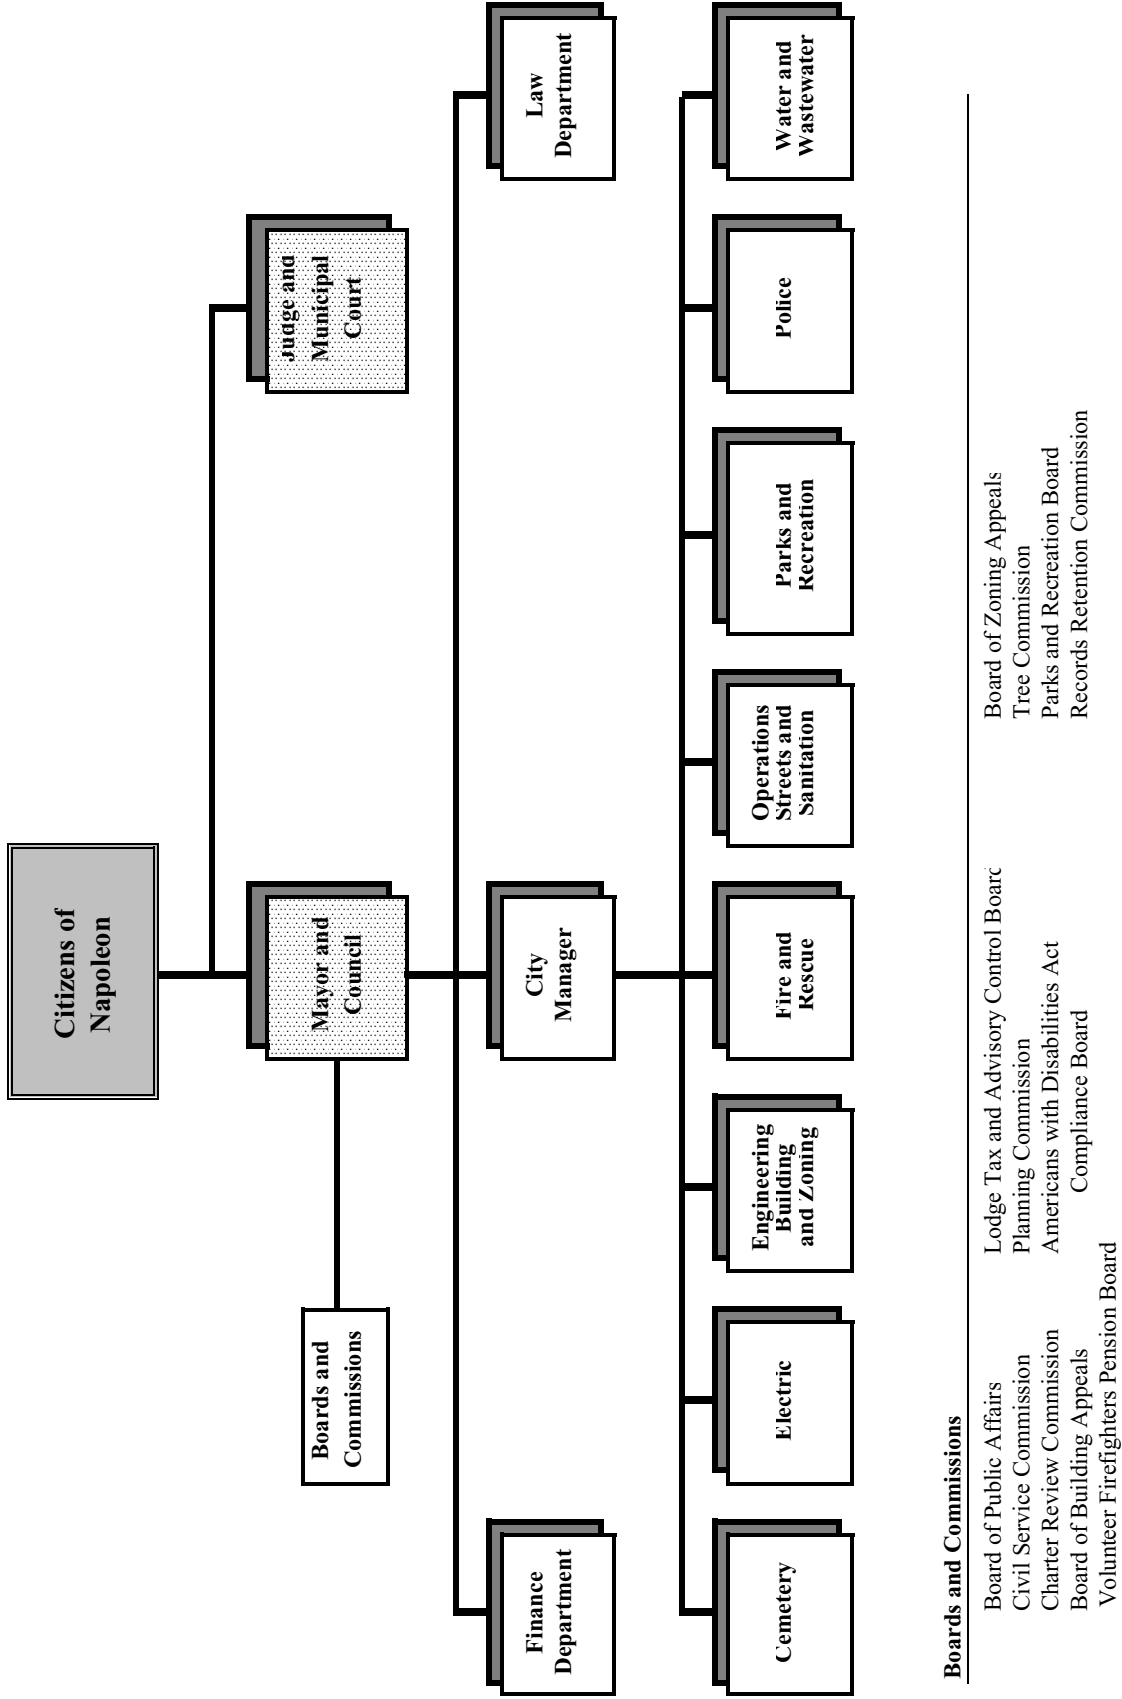 Citizens of
Napoleon
Mayor and
Council
Judge and
Municipal
Court
Boards and
Commissions
Finance
Department
City
Manager
Law
Department
Cemetery
Electric
Engineering
Building
and Zoning
Fire and
Rescue
Operations
Streets and
Sanitation
Parks and
Recreation
Police
Water and
Wastewater
Boards and Commissions
Board of Public Affairs
Civil Service Commission
Charter Review Commission
Board of Building Appeals
Volunteer Firefighters Pension Board
Lodge Tax and Advisory Control Board
Planning Commission
Americans with Disabilities Act
Compliance Board
Board of Zoning Appeals
Tree Commission
Parks and Recreation Board
Records Retention Commission